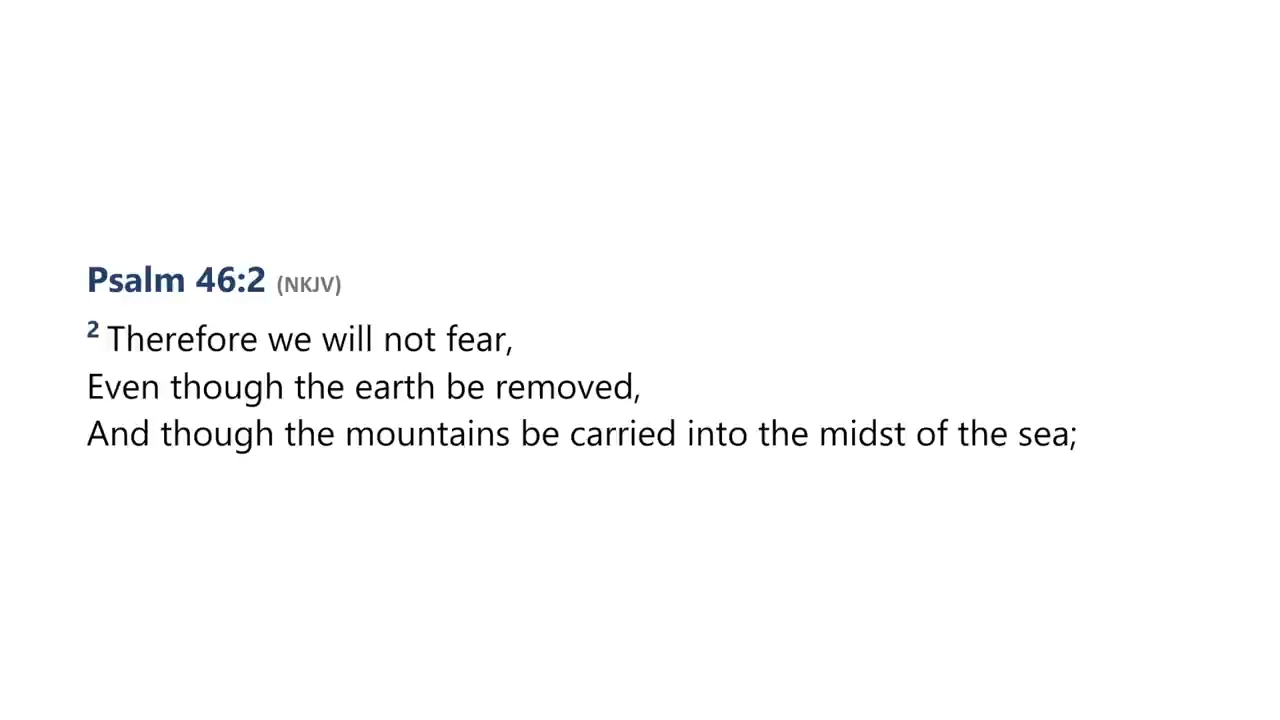 Psalm 46:2 (NKJV)
2 Therefore we will not fear,
Even though the earth be removed,
And though the mountains be carried into the midst of the sea;